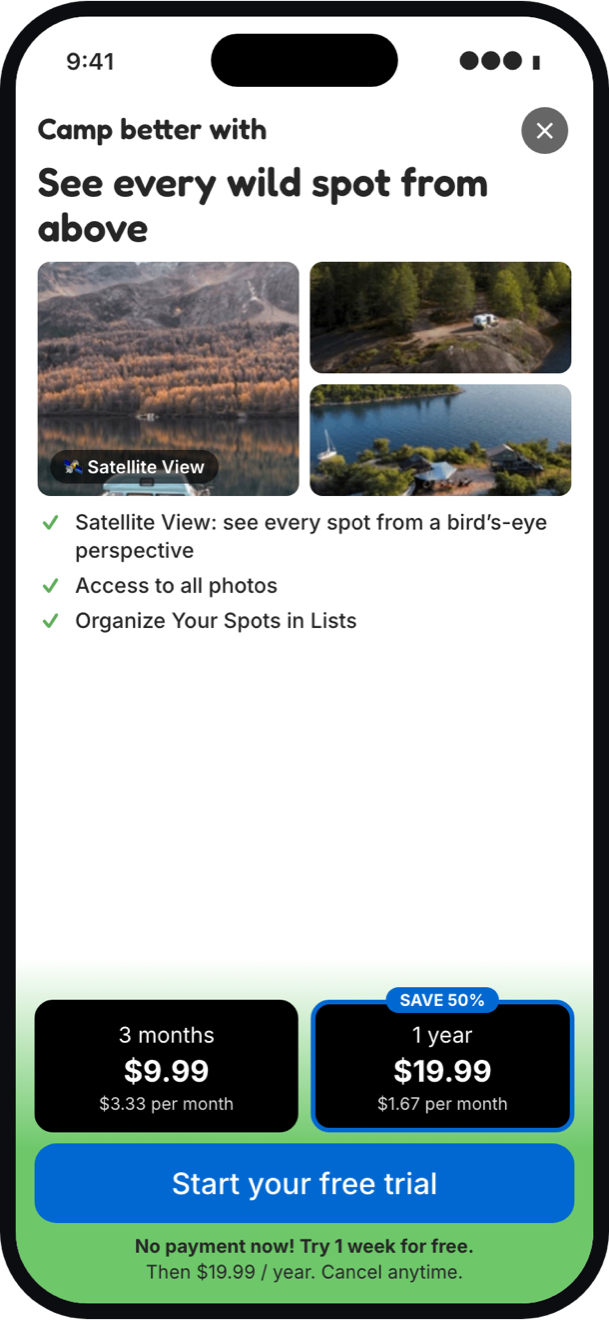 9:41
Camp better with
See every wild spot from
above
Satellite View
Satellite View: see every spot from a bird’s-eye
perspective
Access to all photos
Organize Your Spots in Lists
SAVE 50%
3 months
$9.99
$3.33 per month
1 year
$19.99
$1.67 per month
Start your free trial
No payment now! Try 1 week for free.
Then $19.99 / year. Cancel anytime.